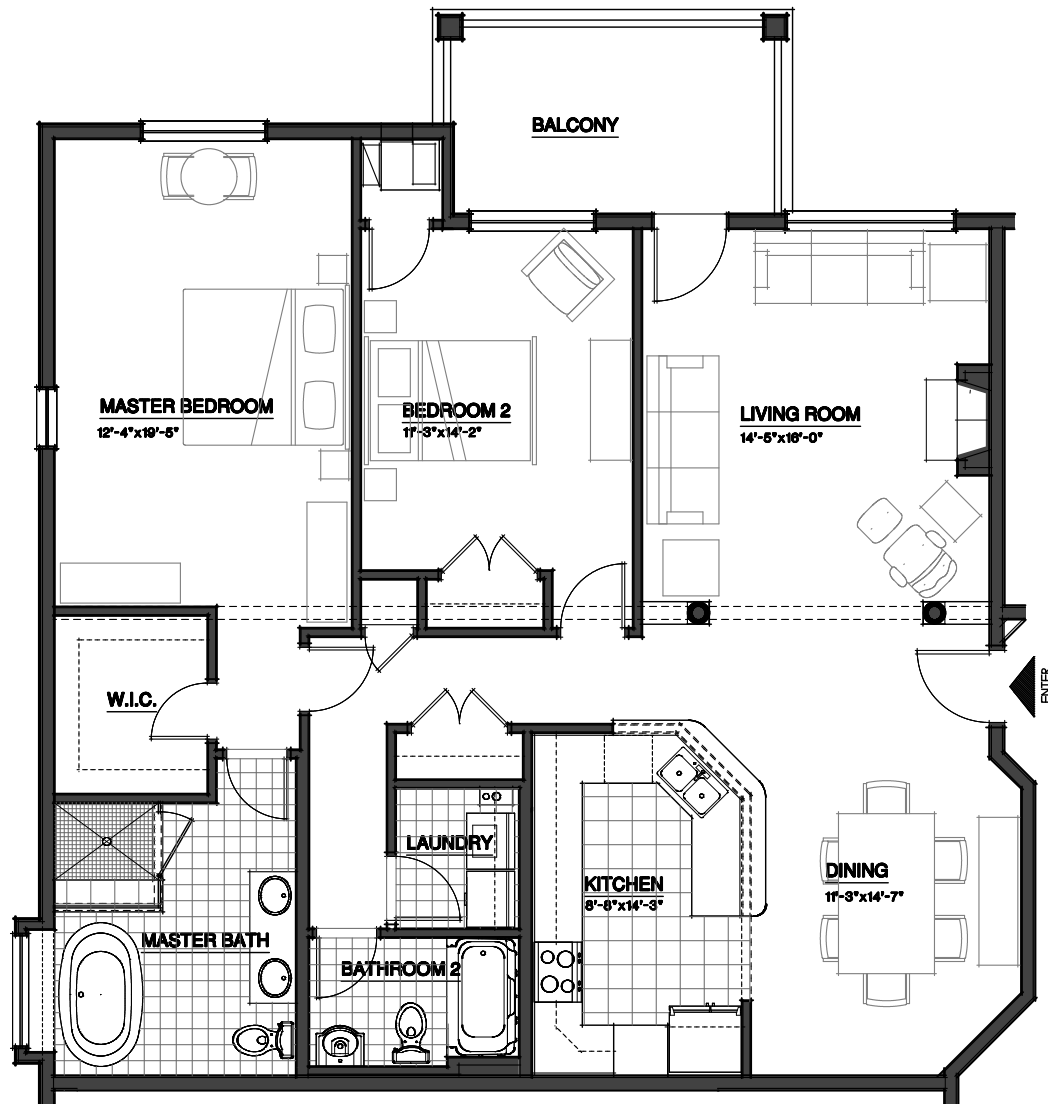 BALCONY
MASTER BEDROOM
12'-4"x19'-5"
BEDROOM 2
11'-3"x14'-2"
LIVING ROOM
14'-5"x16'-0"
W.I.C.
ENTER
LAUNDRY
KITCHEN
8'-8"x14'-3"
DINING
11'-3"x14'-7"
MASTER BATH
BATHROOM 2